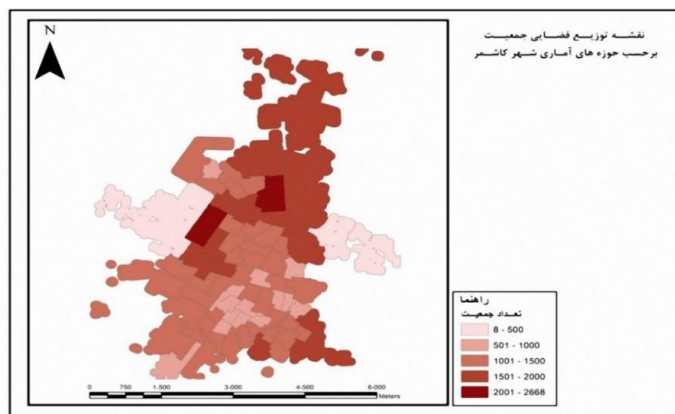 نقشه توزیع فضایی جمعیت
برحسب حوزه های آماری شهر کاشمر
N
راهنما
تعداد جمعیت
8 - 500
501 - 1000
1001 - 1500
1501 - 2000
2001 - 2668
0 750 1·500 3·000 4·500 6·000
Meters